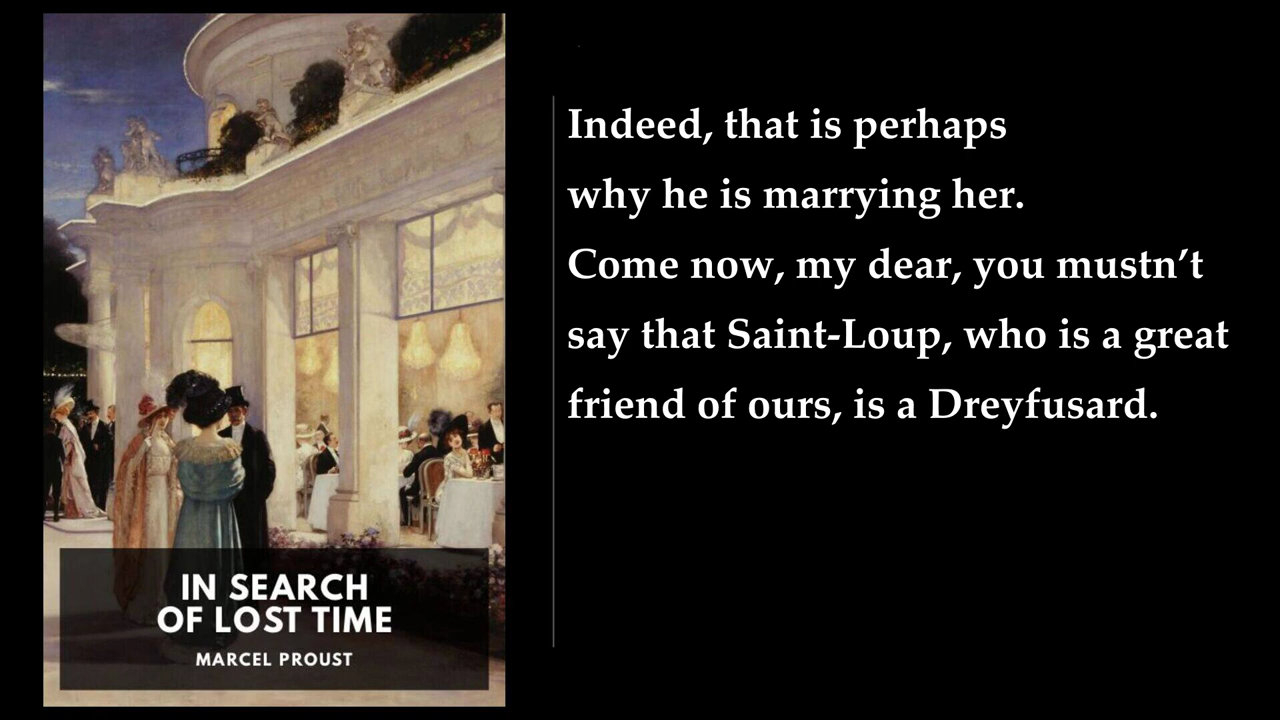 IN SEARCH
OF LOST TIME
MARCEL PROUST
Indeed, that is perhaps
why he is marrying her.
Come now, my dear, you mustn’t
say that Saint-Loup, who is a great
friend of ours, is a Dreyfusard.